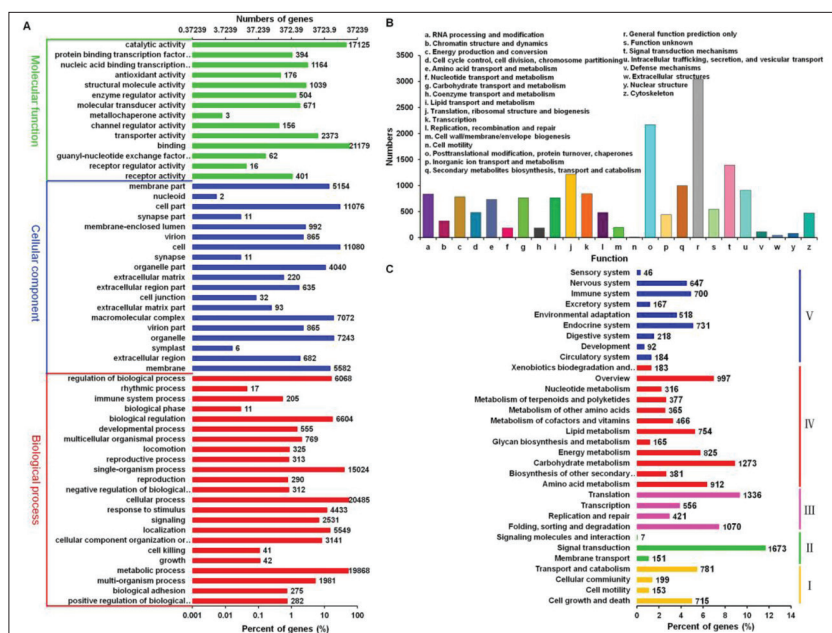 A
Numbers of genes
0.37239 3.7239 37.239 372.39 3723.9 37239
Molecular function
catalytic activity 17125
protein binding transcription factor .. 394
nucleic acid binding transcription .. 1164
antioxidant activity 176
structural molecule activity 1039
enzyme regulator activity 504
molecular transducer activity 671
metallochaperone activity 3
channel regulator activity 156
transporter activity 2373
binding 21179
guanyl-nucleotide exchange factor .. 62
receptor regulator activity 16
receptor activity 401
Cellular component
membrane part 5154
nucleoid 2
cell part 11076
synapse part 11
membrane-enclosed lumen 992
virion 865
cell 11080
synapse 11
organelle part 4040
extracellular matrix 220
extracellular region part 635
cell junction 32
extracellular matrix part 93
macromolecular complex 7072
virion part 865
organelle 7243
symplast 6
extracellular region 682
membrane 5582
Biological process
regulation of biological process 6068
rhythmic process 17
immune system process 205
biological phase 11
biological regulation 6604
developmental process 555
multicellular organismal process 769
locomotion 325
reproductive process 313
single-organism process 15024
reproduction 290
negative regulation of biological .. 312
cellular process 20485
response to stimulus 4433
signaling 2531
localization 5549
cellular component organization or .. 3141
cell killing 41
growth 42
metabolic process 19868
multi-organism process 1981
biological adhesion 275
positive regulation of biological .. 282
0.001 0.01 0.1 1 10 100
Percent of genes (%)
B
a. RNA processing and modification
b. Chromatin structure and dynamics
c. Energy production and conversion
d. Cell cycle control, cell division, chromosome partitioning
e. Amino acid transport and metabolism
f. Nucleotide transport and metabolism
g. Carbohydrate transport and metabolism
h. Coenzyme transport and metabolism
i. Lipid transport and metabolism
j. Translation, ribosomal structure and biogenesis
k. Transcription
l. Replication, recombination and repair
m. Cell wall/membrane/envelope biogenesis
n. Cell motility
o. Posttranslational modification, protein turnover, chaperones
p. Inorganic ion transport and metabolism
q. Secondary metabolites biosynthesis, transport and catabolism
r. General function prediction only
s. Function unknown
t. Signal transduction mechanisms
u. Intracellular trafficking, secretion, and vesicular transport
v. Defense mechanisms
w. Extracellular structures
y. Nuclear structure
z. Cytoskeleton
Numbers
3500
3000
2500
2000
1500
1000
500
0
a b c d e f g h i j k l m n o p q r s t u v w y z
Function
C
Sensory system 46
Nervous system 647
Immune system 700
Excretory system 167
Environmental adaptation 518
Endocrine system 731
Digestive system 218
Development 92
Circulatory system 184
V
Xenobiotics biodegradation and .. 183
Overview 997
Nucleotide metabolism 316
Metabolism of terpenoids and polyketides 377
Metabolism of other amino acids 365
Metabolism of cofactors and vitamins 466
Lipid metabolism 754
Glycan biosynthesis and metabolism 165
Energy metabolism 825
Carbohydrate metabolism 1273
Biosynthesis of other secondary .. 381
Amino acid metabolism 912
IV
Translation 1336
Transcription 556
Replication and repair 421
Folding, sorting and degradation 1070
III
Signaling molecules and interaction 7
Signal transduction 1673
Membrane transport 151
II
Transport and catabolism 781
Cellular community 199
Cell motility 153
Cell growth and death 715
I
0 2 4 6 8 10 12 14
Percent of genes (%)